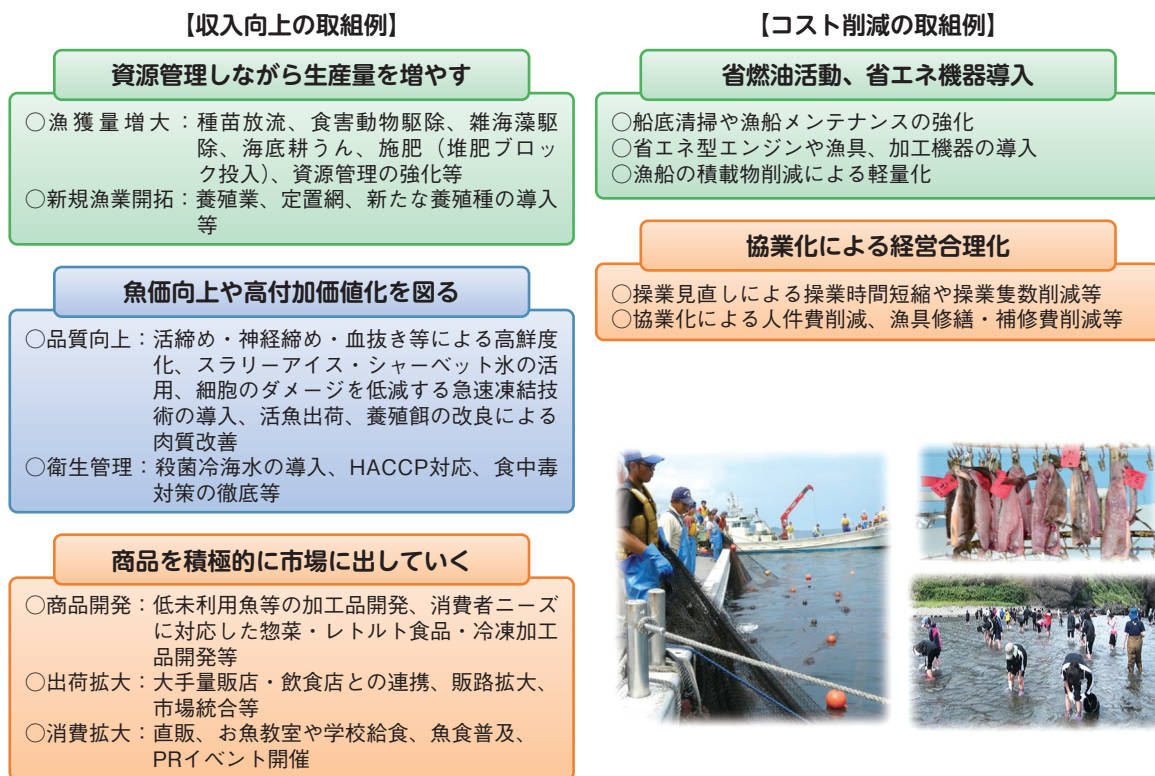 【収入向上の取組例】
資源管理しながら生産量を増やす
○漁獲量増大：種苗放流、食害動物駆除、雑海藻駆
除、海底耕うん、施肥（堆肥ブロッ
ク投入）、資源管理の強化等
○新規漁業開拓：養殖業、定置網、新たな養殖種の導入
等
魚価向上や高付加価値化を図る
○品質向上：活締め・神経締め・血抜き等による高鮮度
化、スラリーアイス・シャーベット氷の活
用、細胞のダメージを低減する急速凍結技
術の導入、活魚出荷、養殖餌の改良による
肉質改善
○衛生管理：殺菌冷海水の導入、HACCP対応、食中毒
対策の徹底等
商品を積極的に市場に出していく
○商品開発：低未利用魚等の加工品開発、消費者ニーズ
に対応した惣菜・レトルト食品・冷凍加工
品開発等
○出荷拡大：大手量販店・飲食店との連携、販路拡大、
市場統合等
○消費拡大：直販、お魚教室や学校給食、魚食普及、
PRイベント開催
【コスト削減の取組例】
省燃油活動、省エネ機器導入
○船底清掃や漁船メンテナンスの強化
○省エネ型エンジンや漁具、加工機器の導入
○漁船の積載物削減による軽量化
協業化による経営合理化
○操業見直しによる操業時間短縮や操業隻数削減等
○協業化による人件費削減、漁具修繕・補修費削減等